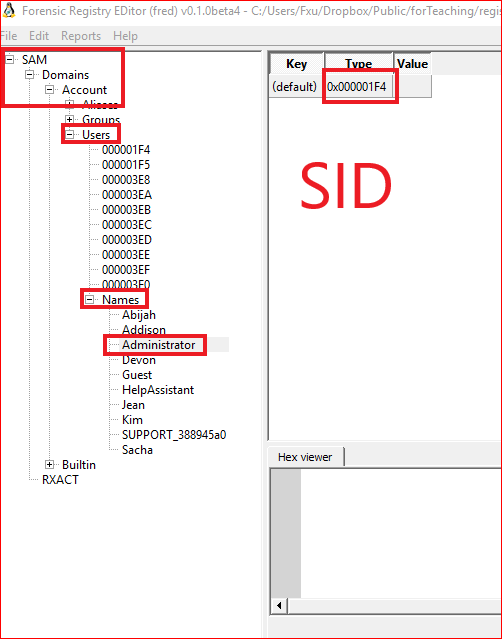 Forensic Registry EDitor (fred) v0.1.0beta4 - C:/Users/Fxu/Dropbox/Public/forTeaching/regis
File Edit Reports Help
SAM
Domains
Account
Aliases
Groups
Users
000001F4
000001F5
000003E8
000003EA
000003EB
000003EC
000003ED
000003EE
000003EF
000003F0
Names
Abijah
Addison
Administrator
Devon
Guest
HelpAssistant
Jean
Kim
SUPPORT_388945a0
Sacha
Builtin
RXACT
Key Type Value
(default) 0x000001F4
SID
Hex viewer